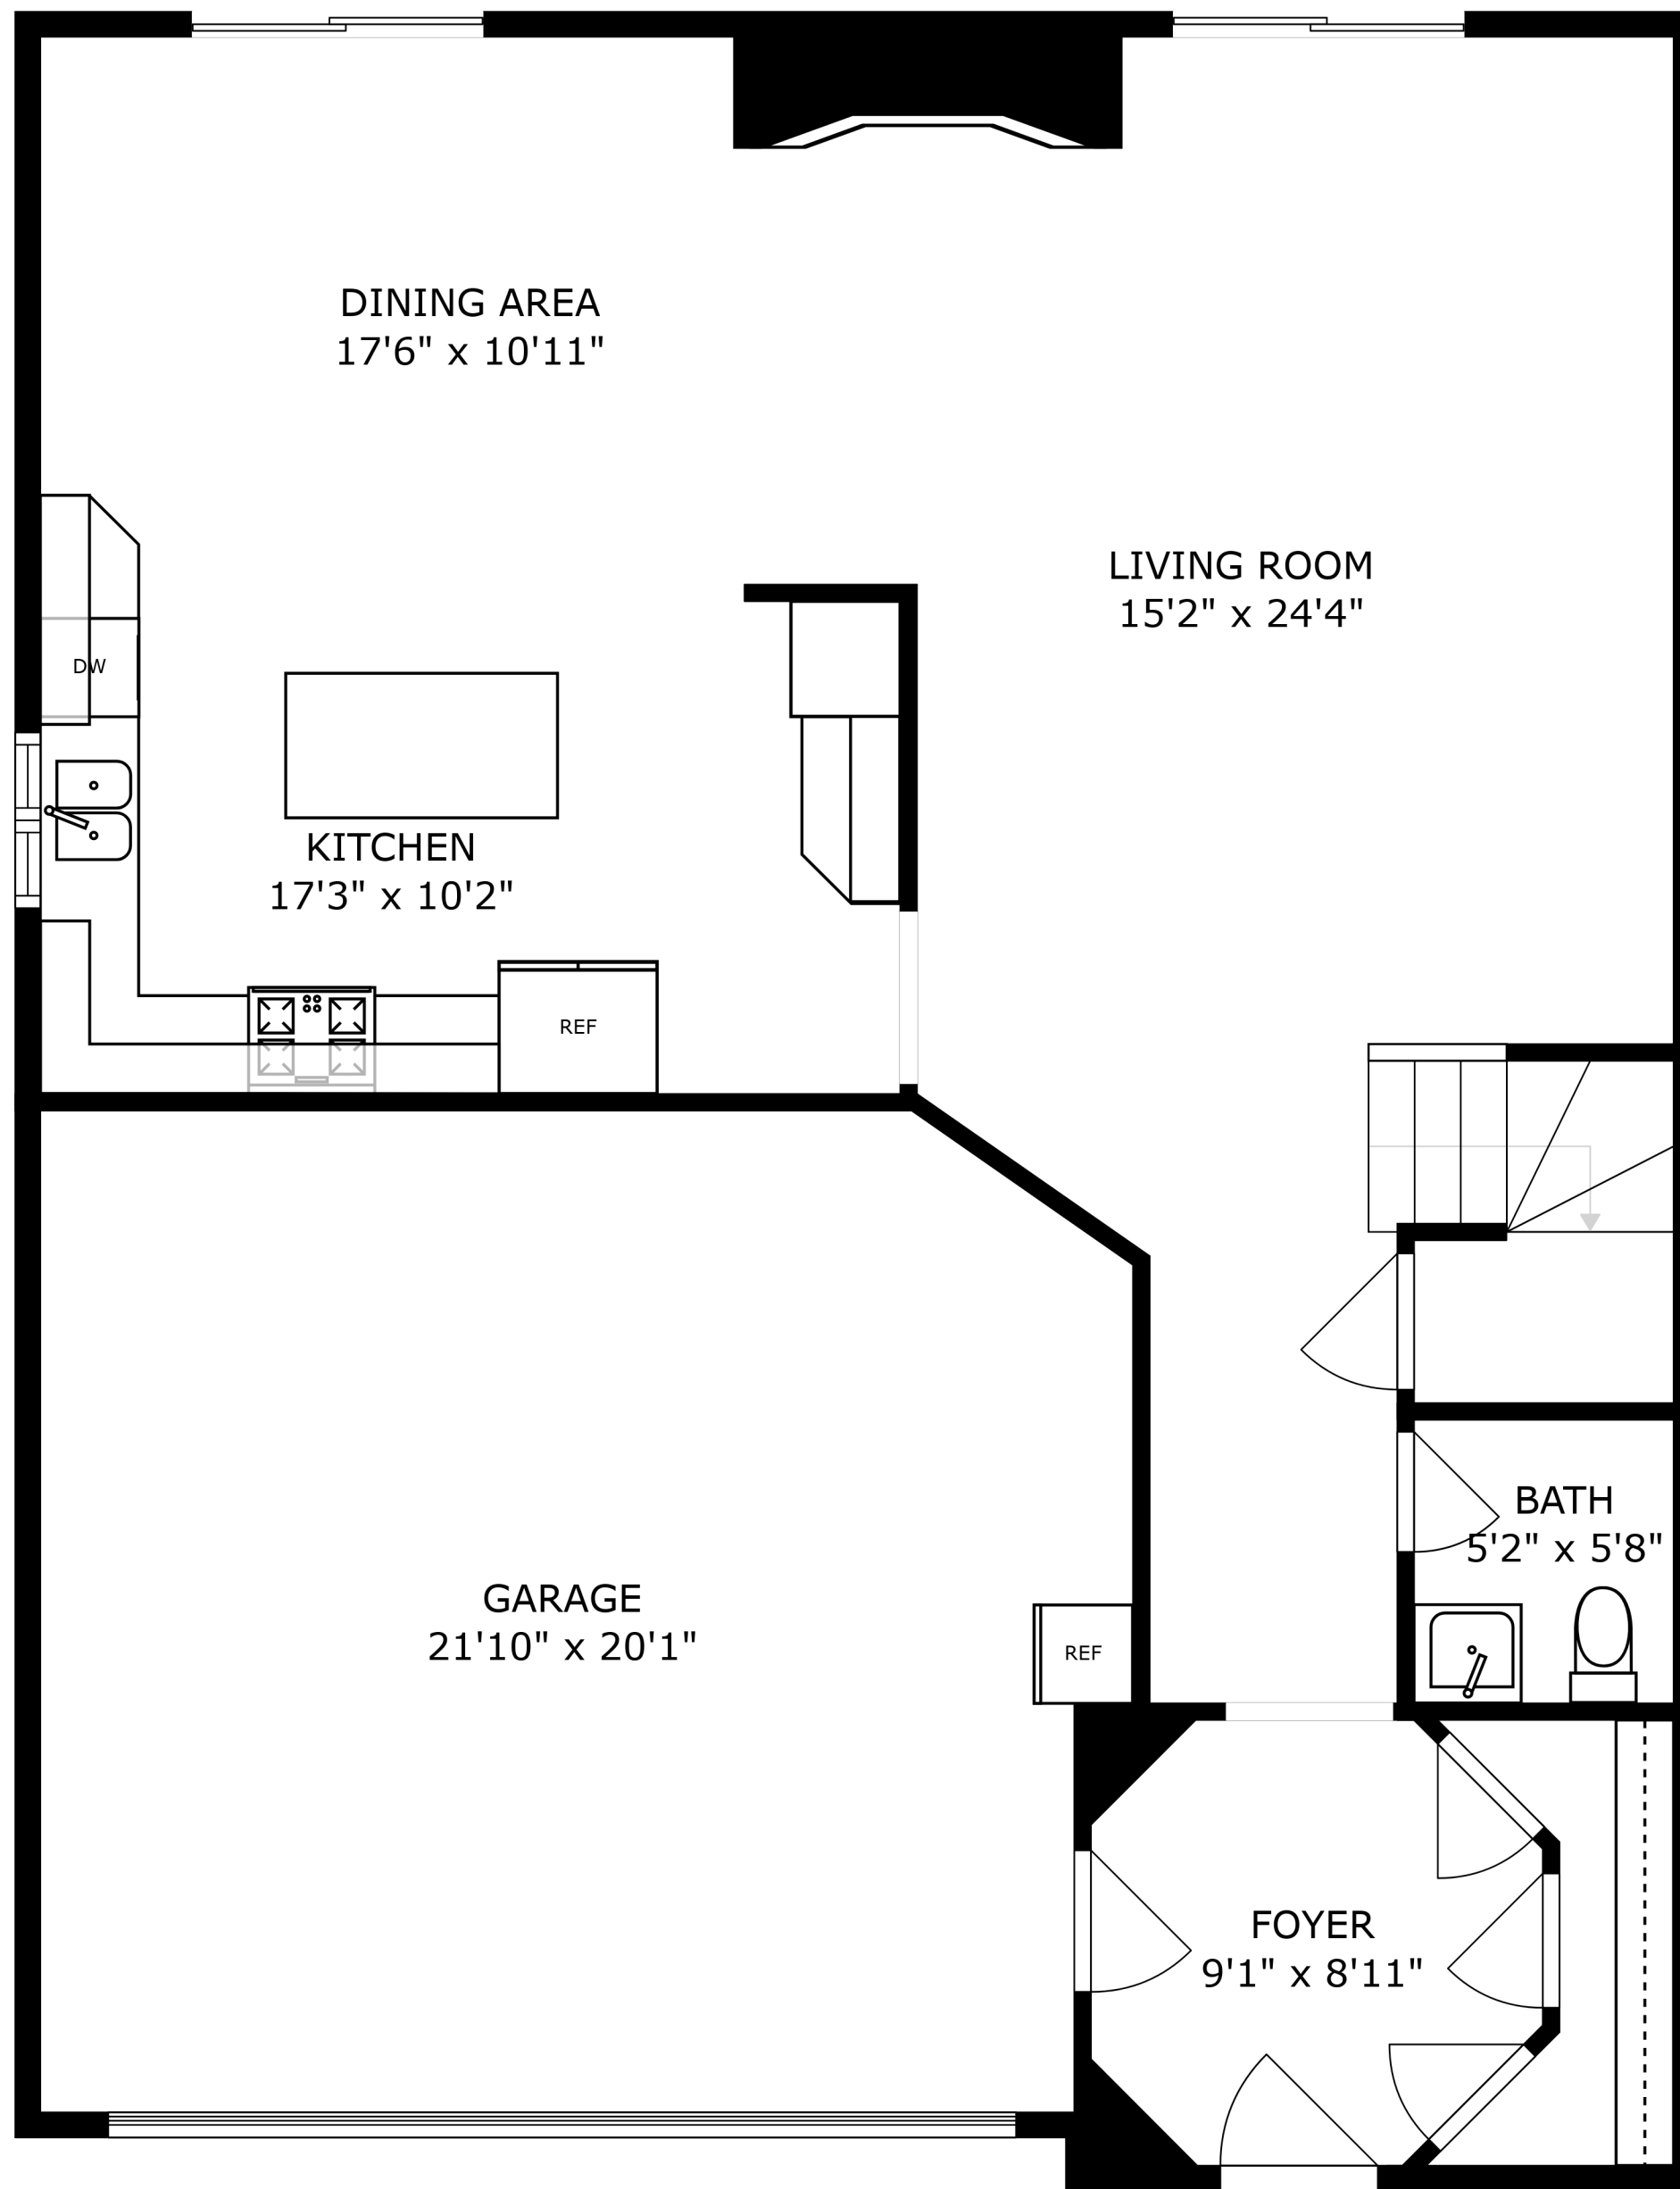 DINING AREA
17'6" x 10'11"
LIVING ROOM
15'2" x 24'4"
DW
KITCHEN
17'3" x 10'2"
REF
BATH
5'2" x 5'8"
GARAGE
21'10" x 20'1"
REF
FOYER
9'1" x 8'11"